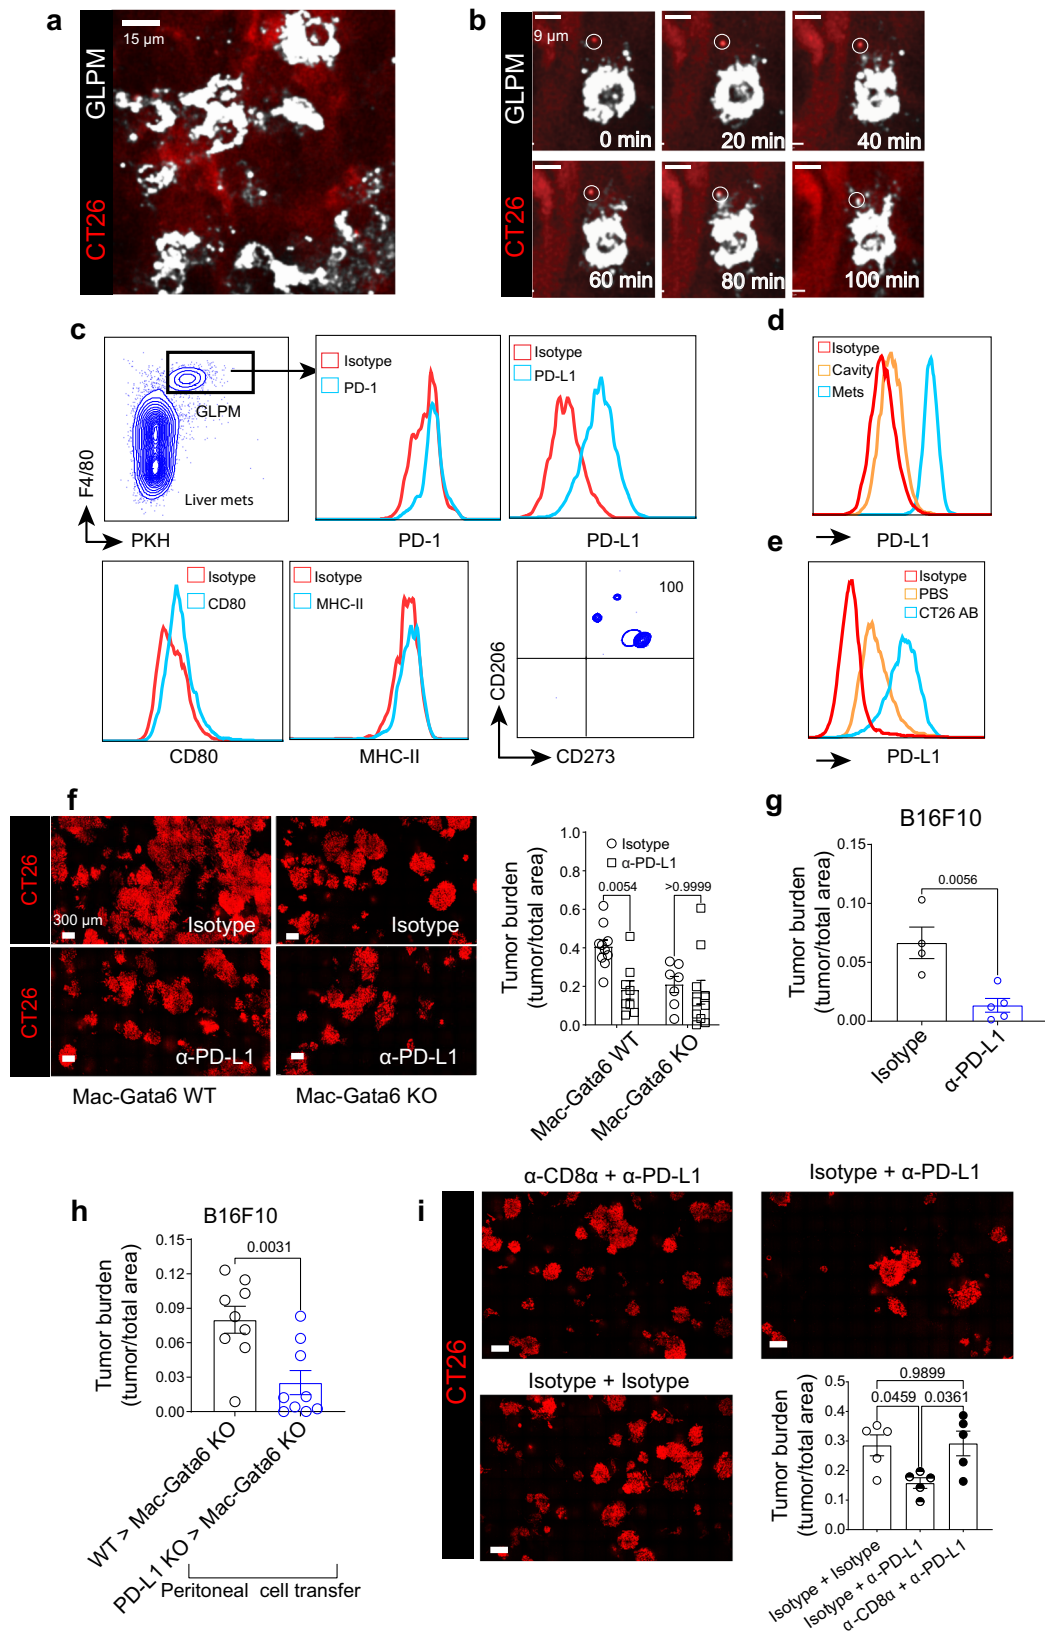 a
GLPM
CT26
15 µm
b
GLPM
CT26
9 µm
0 min
20 min
40 min
60 min
80 min
100 min
c
F4/80
PKH
GLPM
Liver mets
Isotype
PD-1
PD-1
Isotype
PD-L1
PD-L1
Isotype
CD80
CD80
Isotype
MHC-II
MHC-II
100
CD206
CD273
d
Isotype
Cavity
Mets
PD-L1
e
Isotype
PBS
CT26 AB
PD-L1
f
CT26
300 µm
Isotype
Isotype
CT26
α-PD-L1
α-PD-L1
Mac-Gata6 WT
Mac-Gata6 KO
Tumor burden
(tumor/total area)
1.0
0.8
0.6
0.4
0.2
0.0
Isotype
α-PD-L1
0.0054
>0.9999
Mac-Gata6 WT
Mac-Gata6 KO
g
B16F10
Tumor burden
(tumor/total area)
0.15
0.10
0.05
0.00
0.0056
Isotype
α-PD-L1
h
B16F10
Tumor burden
(tumor/total area)
0.15
0.12
0.09
0.06
0.03
0.00
0.0031
WT > Mac-Gata6 KO
PD-L1 KO > Mac-Gata6 KO
Peritoneal cell transfer
i
CT26
α-CD8α + α-PD-L1
Isotype + α-PD-L1
Isotype + Isotype
Tumor burden
(tumor/total area)
0.5
0.4
0.3
0.2
0.1
0.0
0.9899
0.0459
0.0361
Isotype + Isotype
Isotype + α-PD-L1
α-CD8α + α-PD-L1